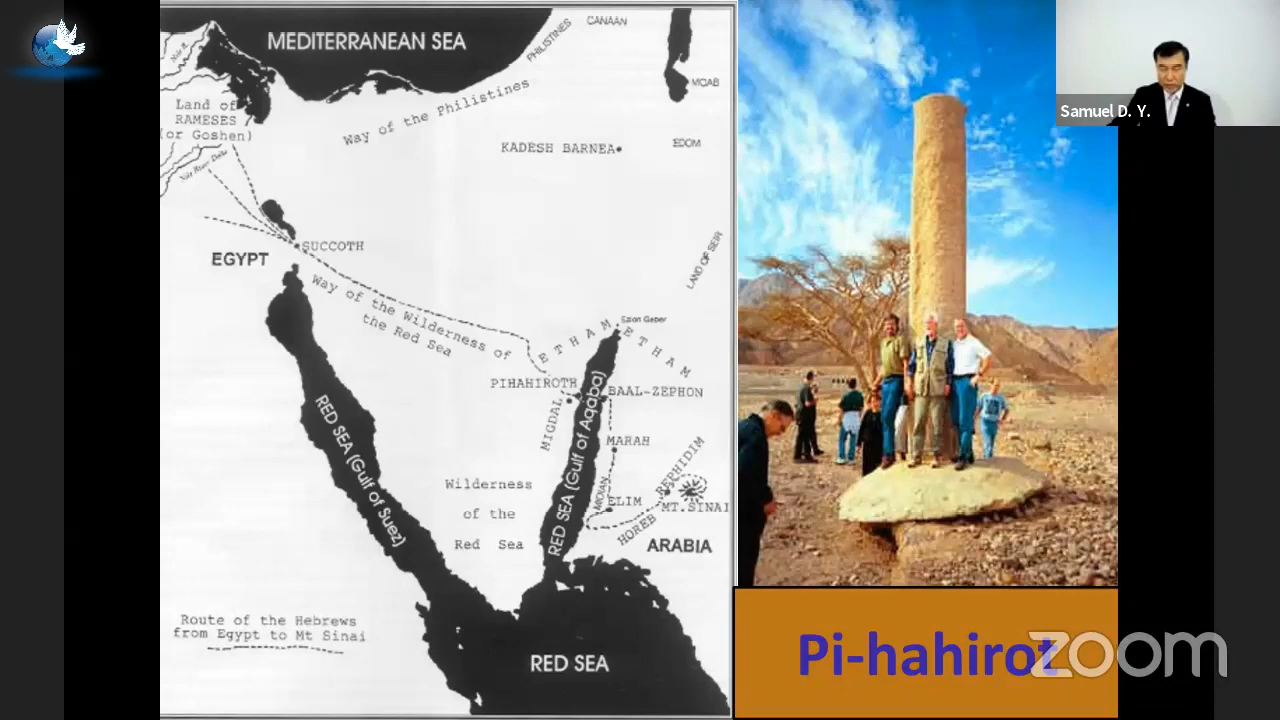 MEDITERRANEAN SEA
PHILISTINES
CANAAN
MOAB
Way of the Philistines
Land of
RAMESES
(or Goshen)
KADESH BARNEA
EDOM
SUCCOTH
EGYPT
LAND OF SEIR
Way of the Wilderness of
the Red Sea
Ezion Geber
ETHAM
ETHAM
PIHAHIROTH
BAAL-ZEPHON
MIGDAL
MARAH
RED SEA (Gulf of Suez)
RED SEA (Gulf of Aqaba)
Wilderness
of the
Red Sea
MIDIAN
ELIM
REPHIDIM
MT.SINAI
HOREB
ARABIA
Route of the Hebrews
from Egypt to Mt Sinai
RED SEA
Samuel D. Y.
Pi-hahirot
zoom